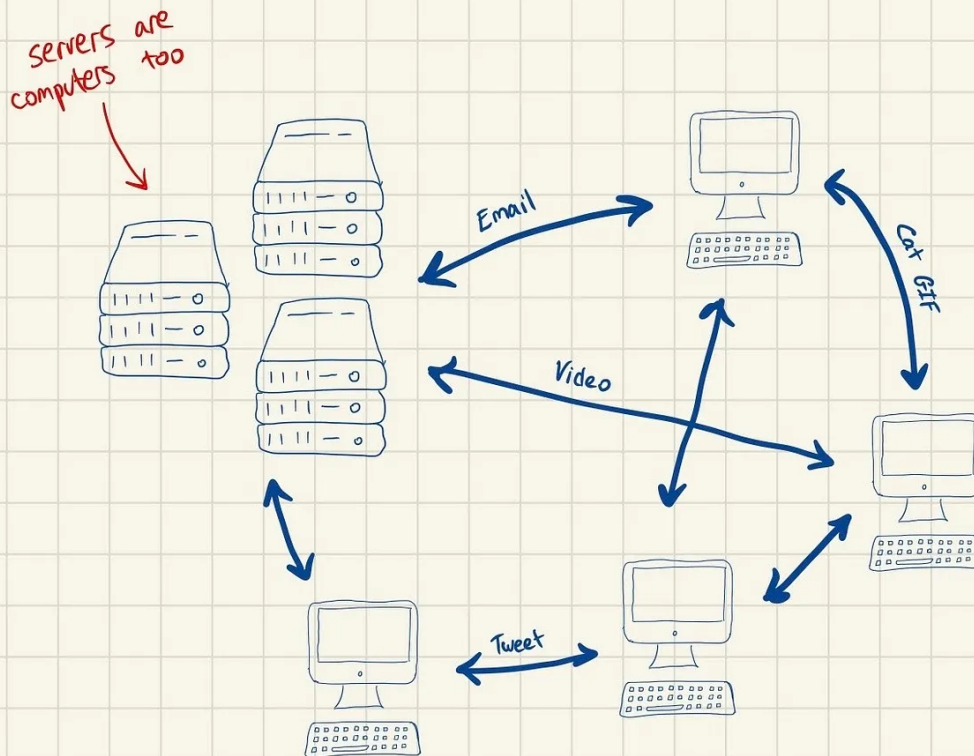 servers are
computers too
Email
Cat GIF
Video
Tweet